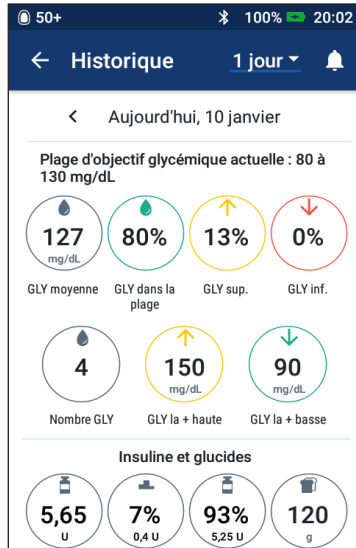 50+ 100% 20:02
Historique 1 jour
Aujourd'hui, 10 janvier
Plage d'objectif glycémique actuelle : 80 à
130 mg/dL
127 80% 13% 0%
mg/dL
GLY moyenne GLY dans la GLY sup. GLY inf.
plage
4 150 90
mg/dL mg/dL
Nombre GLY GLY la + haute GLY la + basse
Insuline et glucides
5,65 7% 93% 120
U 0,4 U 5,25 U g